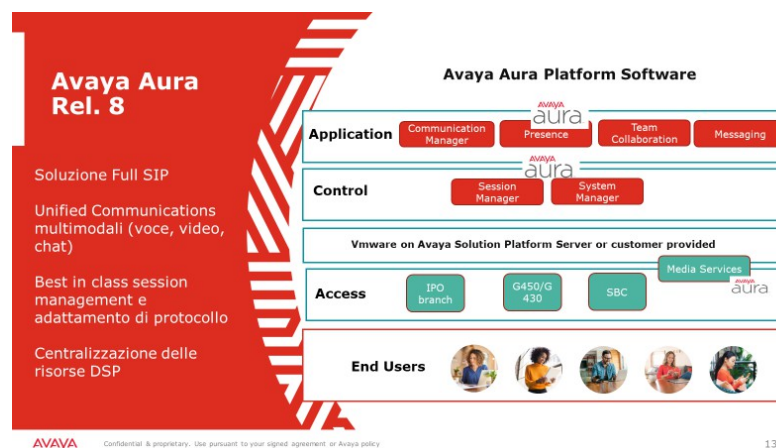 Avaya Aura
Rel. 8
Soluzione Full SIP
Unified Communications
multimodali (voce, video,
chat)
Best in class session
management e
adattamento di protocollo
Centralizzazione delle
risorse DSP
Avaya Aura Platform Software
AVAYA
aura
Application
Communication
Manager
Presence
Team
Collaboration
Messaging
AVAYA
aura
Control
Session
Manager
System
Manager
Vmware on Avaya Solution Platform Server or customer provided
Media Services
AVAYA
aura
Access
IPO
branch
G450/G
430
SBC
End Users
AVAYA
Confidential & proprietary. Use pursuant to your signed agreement or Avaya policy
13